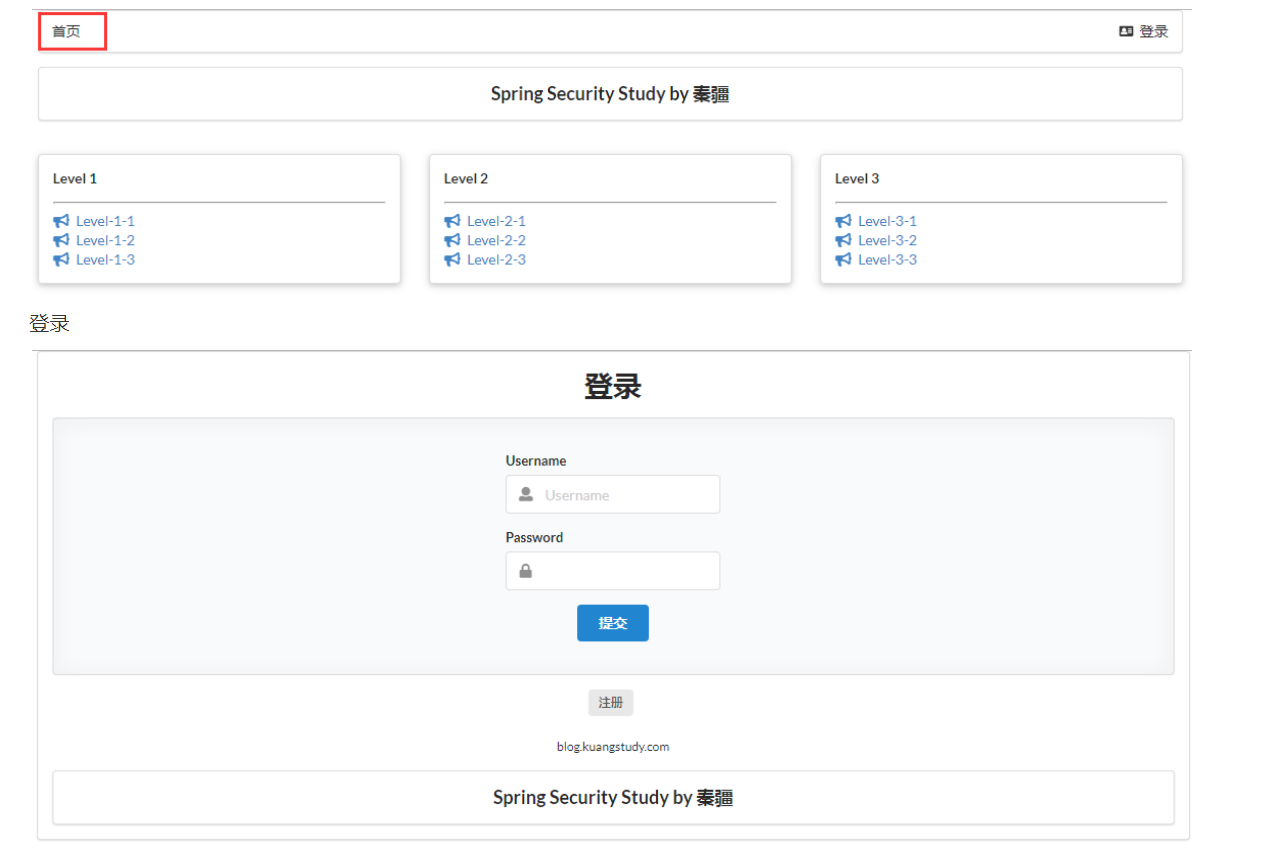 首页
登录
Spring Security Study by 秦疆
Level 1
Level-1-1
Level-1-2
Level-1-3
Level 2
Level-2-1
Level-2-2
Level-2-3
Level 3
Level-3-1
Level-3-2
Level-3-3
登录
登录
Username
Username
Password
提交
注册
blog.kuangstudy.com
Spring Security Study by 秦疆